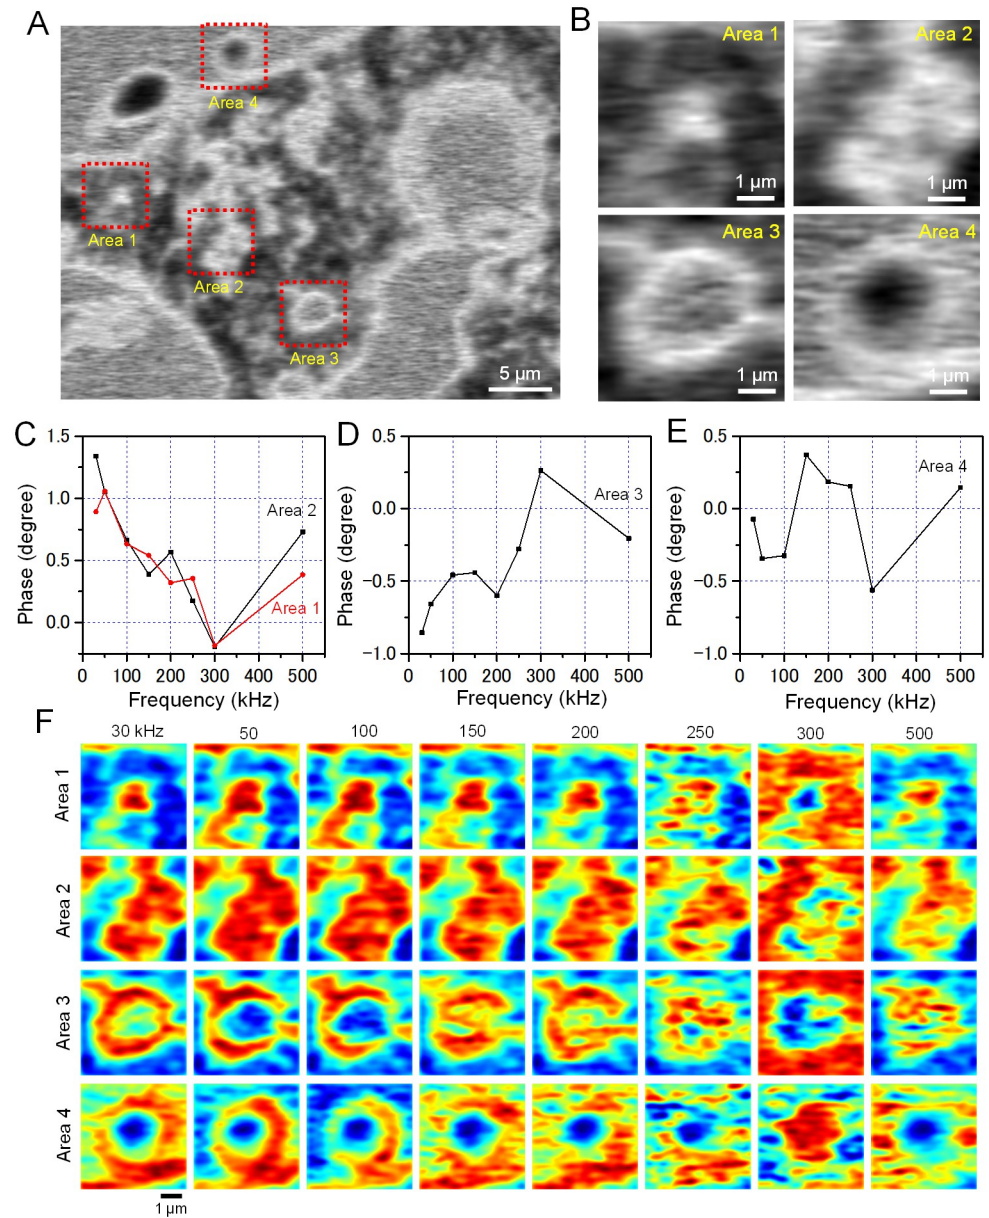 A
Area 4
Area 1
Area 2
Area 3
5 μm
B
Area 1
1 μm
Area 2
1 μm
Area 3
1 μm
Area 4
1 μm
C
1.5
1.0
0.5
0.0
Phase (degree)
Area 2
Area 1
0 100 200 300 400 500
Frequency (kHz)
D
0.5
0.0
−0.5
−1.0
Phase (degree)
Area 3
0 100 200 300 400 500
Frequency (kHz)
E
0.5
0.0
−0.5
−1.0
Phase (degree)
Area 4
0 100 200 300 400 500
Frequency (kHz)
F
30 kHz 50 100 150 200 250 300 500
Area 1
Area 2
Area 3
Area 4
1 μm